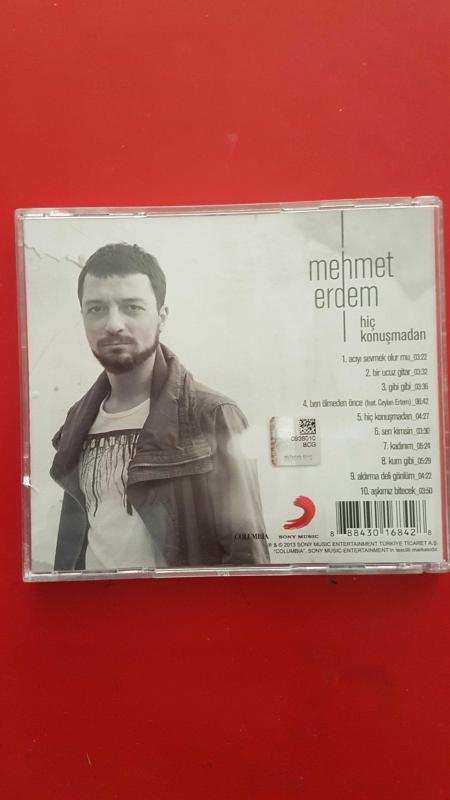 mehmet
erdem
hiç
konuşmadan
1. acıyı sevmek olur mu_03:22
2. bir ucuz gitar_03:32
3. gibi gibi_03:36
4. ben ölmeden önce (feat. Ceylan Ertem)_06:42
5. hiç konuşmadan_04:27
6. sen kimsin_03:30
7. kadınım_05:24
8. kum gibi_05:29
9. aldırma deli gönlüm_04:22
10. aşkımız bitecek_03:50
0936010
BCG
COLUMBIA
SONY MUSIC
8 88430 16842 8
℗ & © 2013 SONY MUSIC ENTERTAINMENT TÜRKİYE TİCARET A.Ş.
"COLUMBIA", SONY MUSIC ENTERTAINMENT'ın tescilli markasıdır.